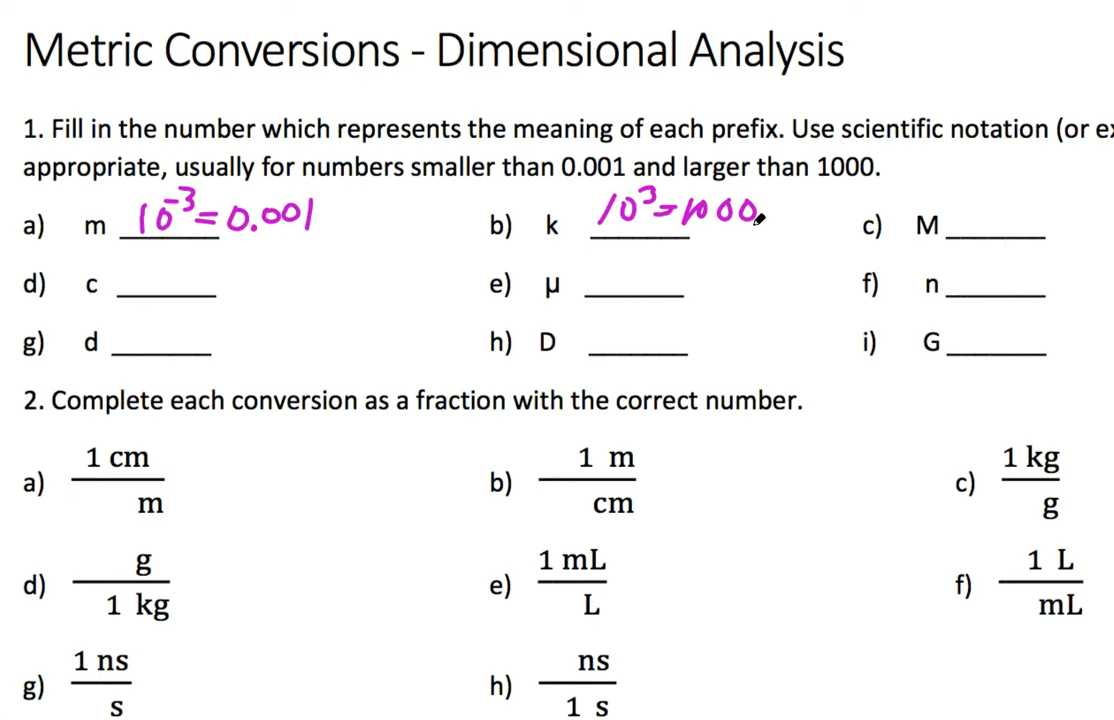 Metric Conversions - Dimensional Analysis
1. Fill in the number which represents the meaning of each prefix. Use scientific notation (or ex
appropriate, usually for numbers smaller than 0.001 and larger than 1000.
a) m 10⁻³=0.001 b) k 10³=1000 c) M
d) c e) μ f) n
g) d h) D i) G
2. Complete each conversion as a fraction with the correct number.
1 cm 1 m 1 kg
a) b) c)
m cm g
g 1 mL 1 L
d) e) f)
1 kg L mL
1 ns ns
g) h)
s 1 s